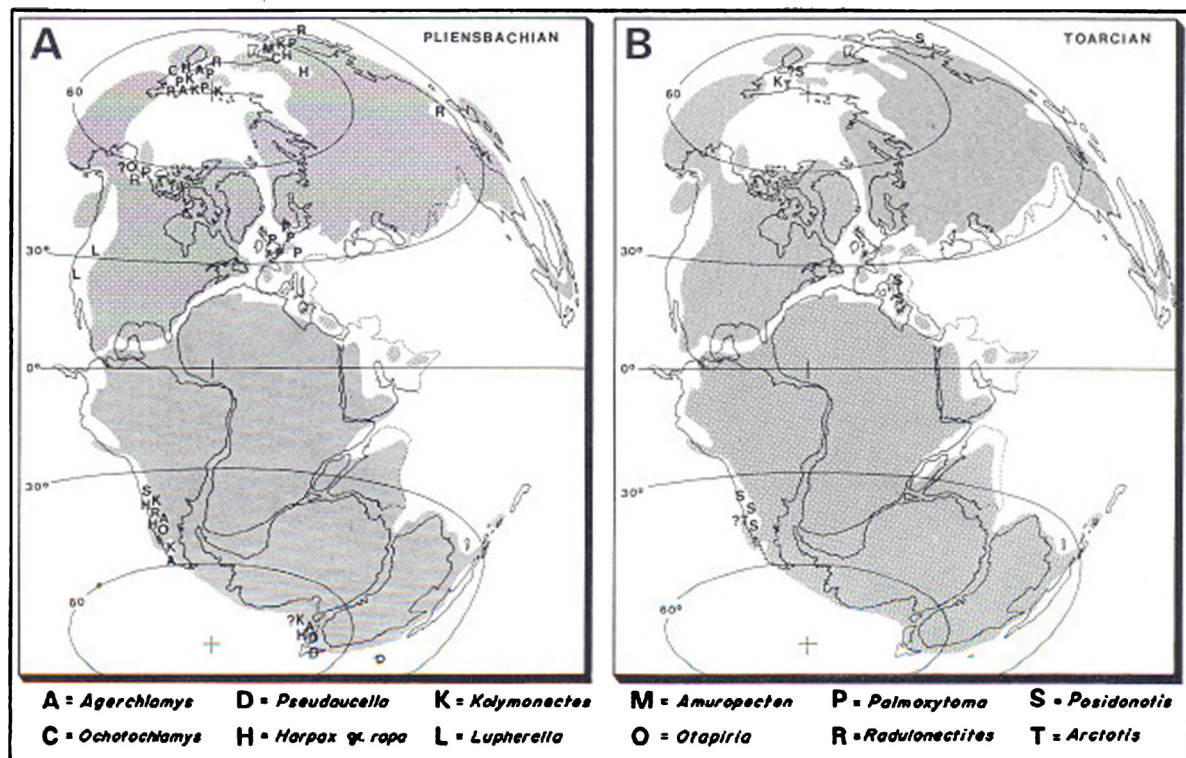 A PLIENSBACHIAN
R
M K P
C H
H
C H R
A P
P K
R A K P K
60
R
?O
R P
A
P
P
P P
L
30°
L
O
0°
30°
S
H K
R
A
H O
K
A
60
?K
A
H O
D
D
B TOARCIAN
S
?S
K T
60
30°
S
S
S
0°
30°
S
S
?T S
60°
A = Agerchlamys D = Pseudaucella K = Kolymonectes M = Amuropecten P = Palmoxytoma S = Posidonotis
C = Ochotochlamys H = Harpax gr. rapa L = Lupherella O = Otapiria R = Radulonectites T = Arctotis